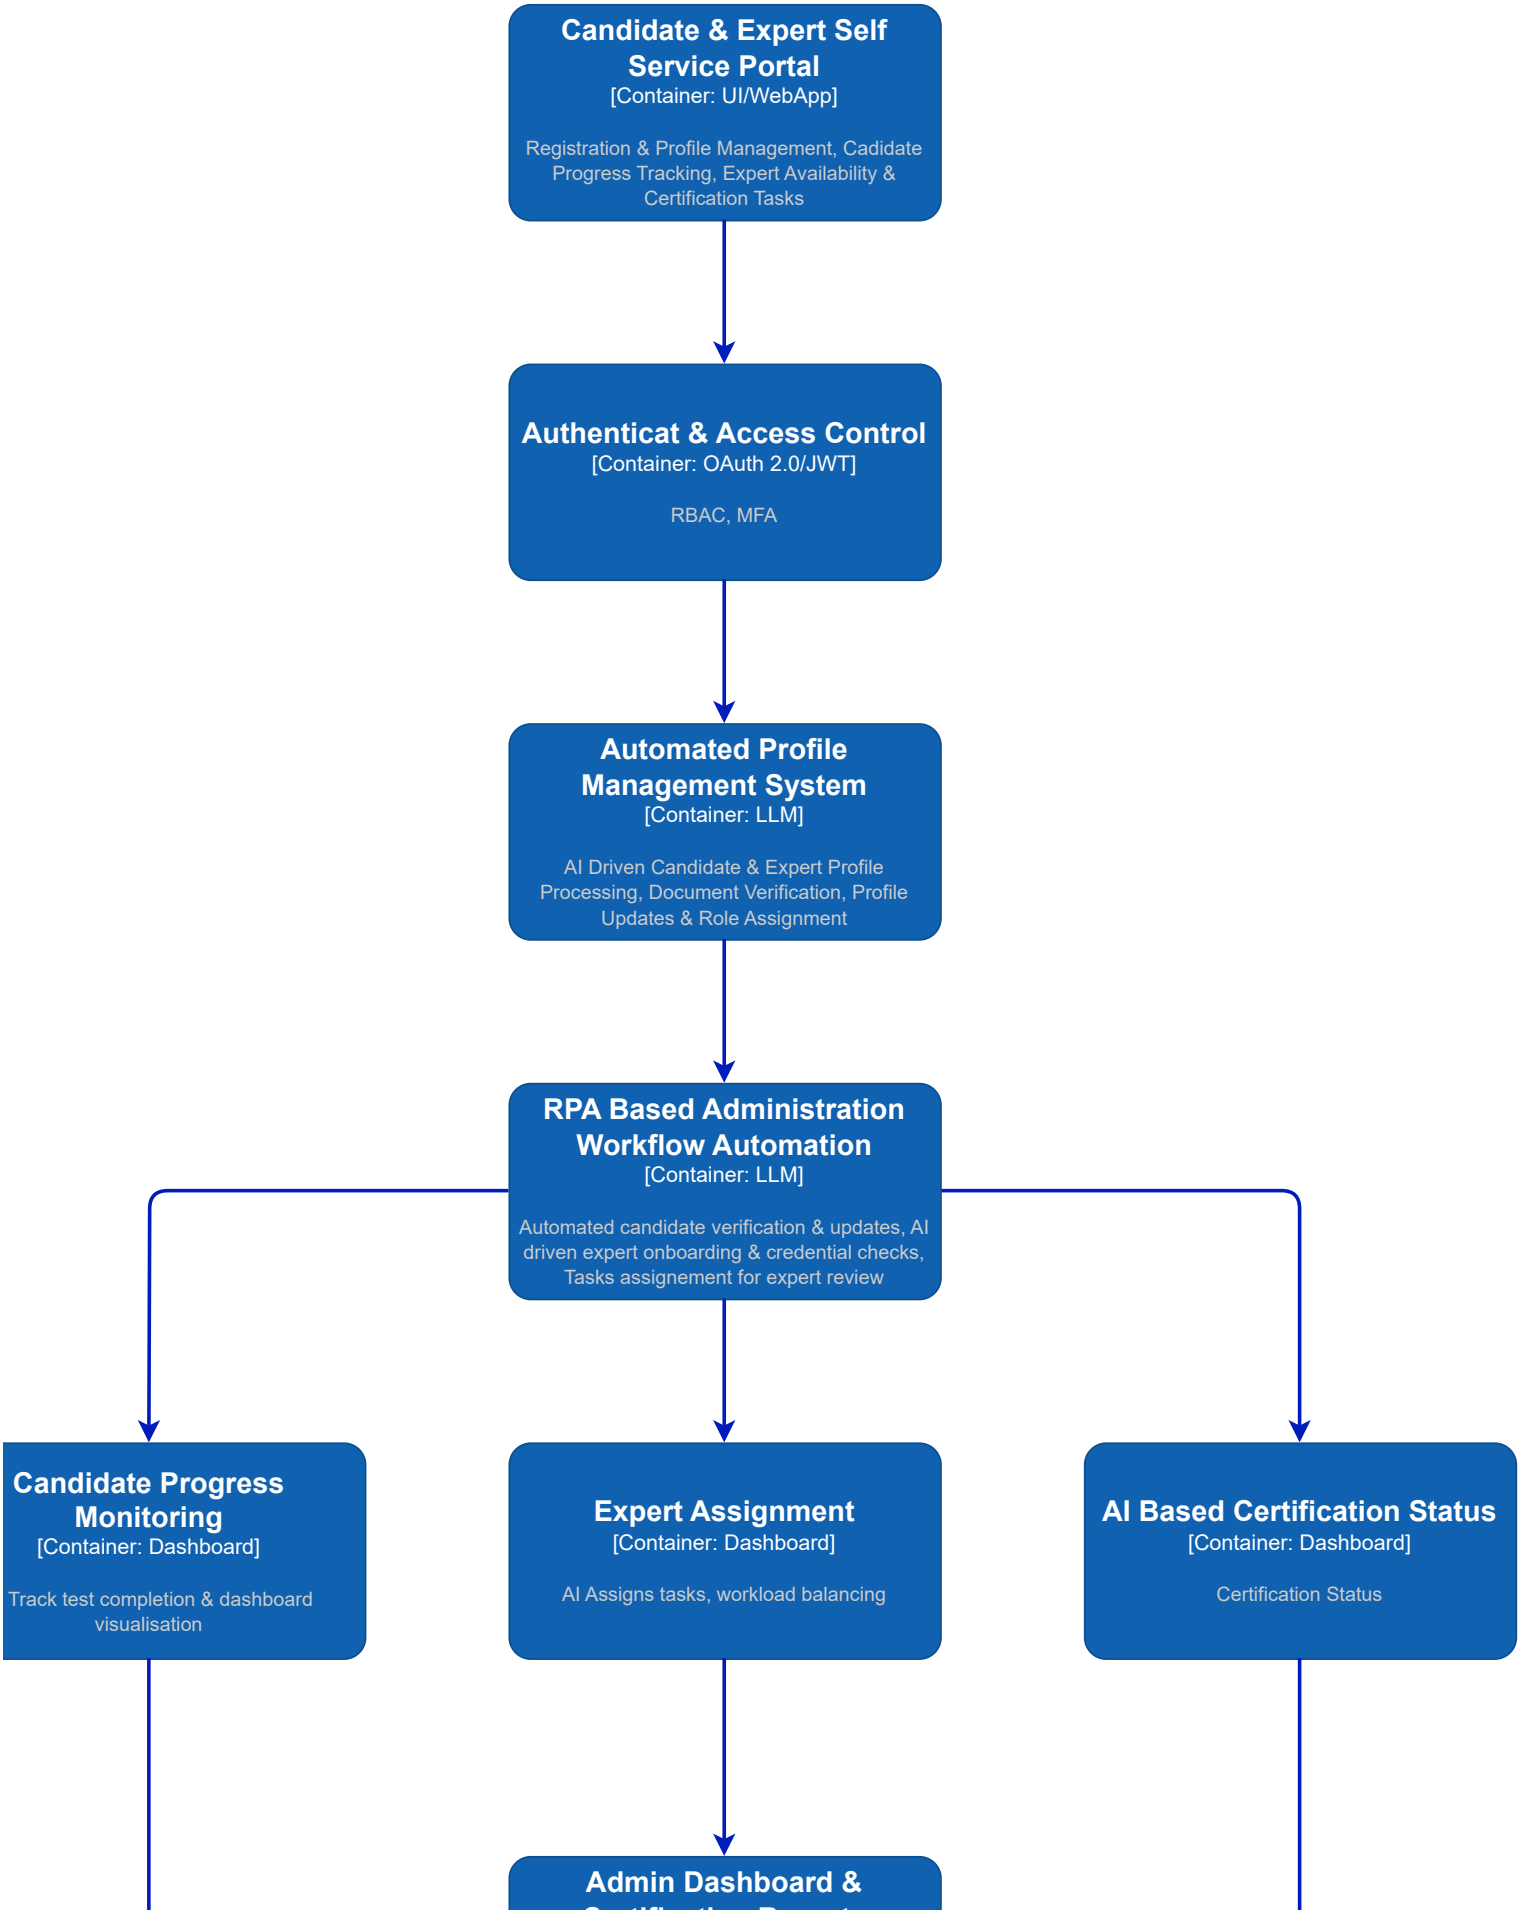 Candidate & Expert Self
Service Portal
[Container: UI/WebApp]
Registration & Profile Management, Cadidate
Progress Tracking, Expert Availability &
Certification Tasks
Authenticat & Access Control
[Container: OAuth 2.0/JWT]
RBAC, MFA
Automated Profile
Management System
[Container: LLM]
AI Driven Candidate & Expert Profile
Processing, Document Verification, Profile
Updates & Role Assignment
RPA Based Administration
Workflow Automation
[Container: LLM]
Automated candidate verification & updates, AI
driven expert onboarding & credential checks,
Tasks assignement for expert review
Candidate Progress
Monitoring
[Container: Dashboard]
Track test completion & dashboard
visualisation
Expert Assignment
[Container: Dashboard]
AI Assigns tasks, workload balancing
AI Based Certification Status
[Container: Dashboard]
Certification Status
Admin Dashboard &